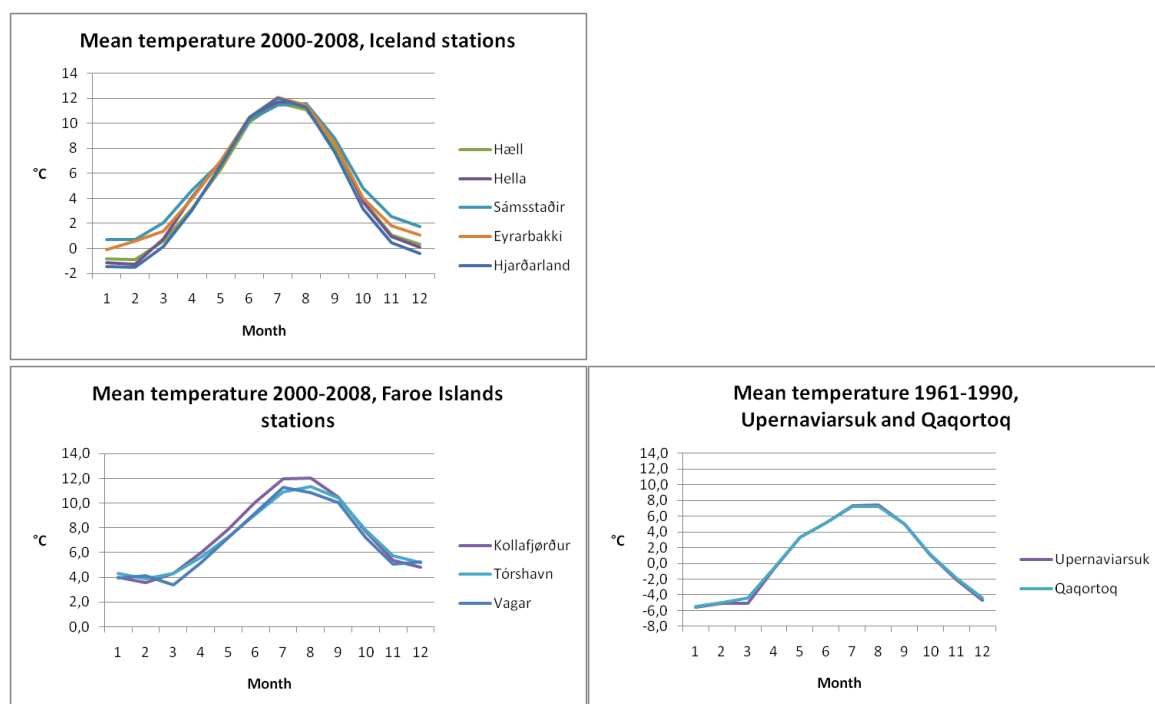 Mean temperature 2000-2008, Iceland stations
14
12
10
8
6
4
2
0
-2
°C
1 2 3 4 5 6 7 8 9 10 11 12
Month
Hæll
Hella
Sámsstaðir
Eyrarbakki
Hjarðarland
Mean temperature 2000-2008, Faroe Islands
stations
14,0
12,0
10,0
8,0
6,0
4,0
2,0
0,0
°C
1 2 3 4 5 6 7 8 9 10 11 12
Month
Kollafjørður
Tórshavn
Vagar
Mean temperature 1961-1990,
Upernaviarsuk and Qaqortoq
14,0
12,0
10,0
8,0
6,0
4,0
2,0
0,0
-2,0
-4,0
-6,0
-8,0
°C
1 2 3 4 5 6 7 8 9 10 11 12
Month
Upernaviarsuk
Qaqortoq